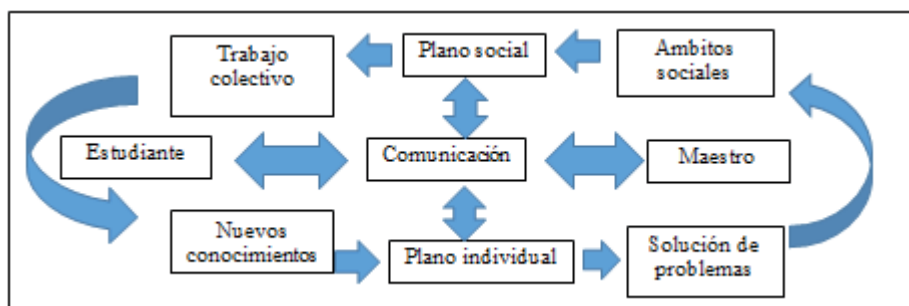 Trabajo
colectivo
Plano social
Ambitos
sociales
Estudiante
Comunicación
Maestro
Nuevos
conocimientos
Plano individual
Solución de
problemas